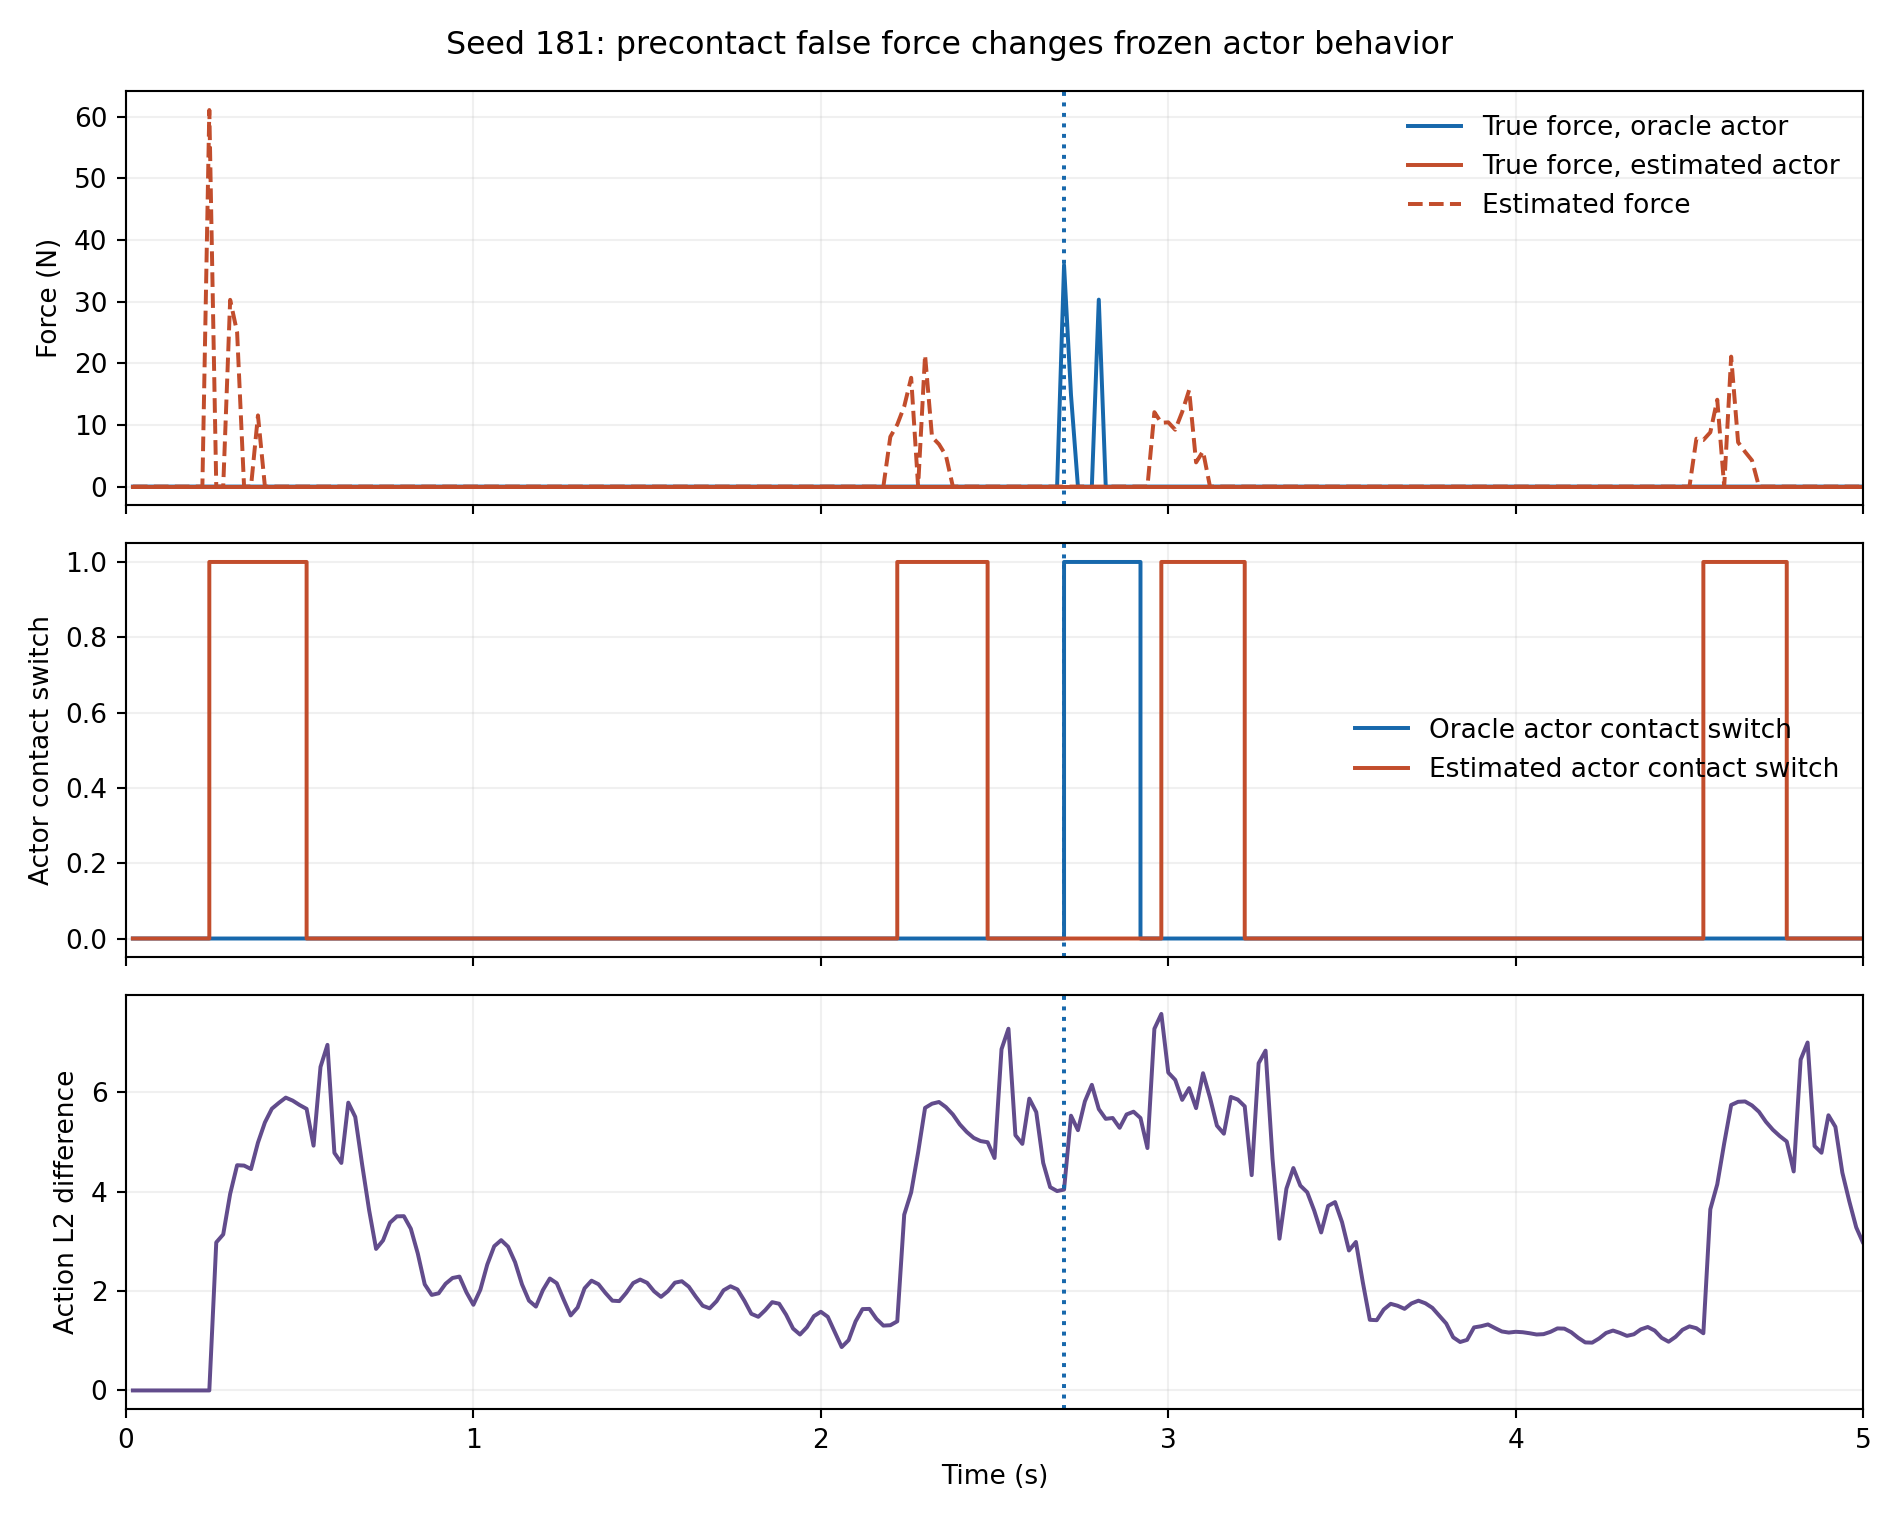 Seed 181: precontact false force changes frozen actor behavior
60
50
40
30
20
10
0
Force (N)
True force, oracle actor
True force, estimated actor
Estimated force
1.0
0.8
0.6
0.4
0.2
0.0
Actor contact switch
Oracle actor contact switch
Estimated actor contact switch
6
4
2
0
Action L2 difference
0 1 2 3 4 5
Time (s)